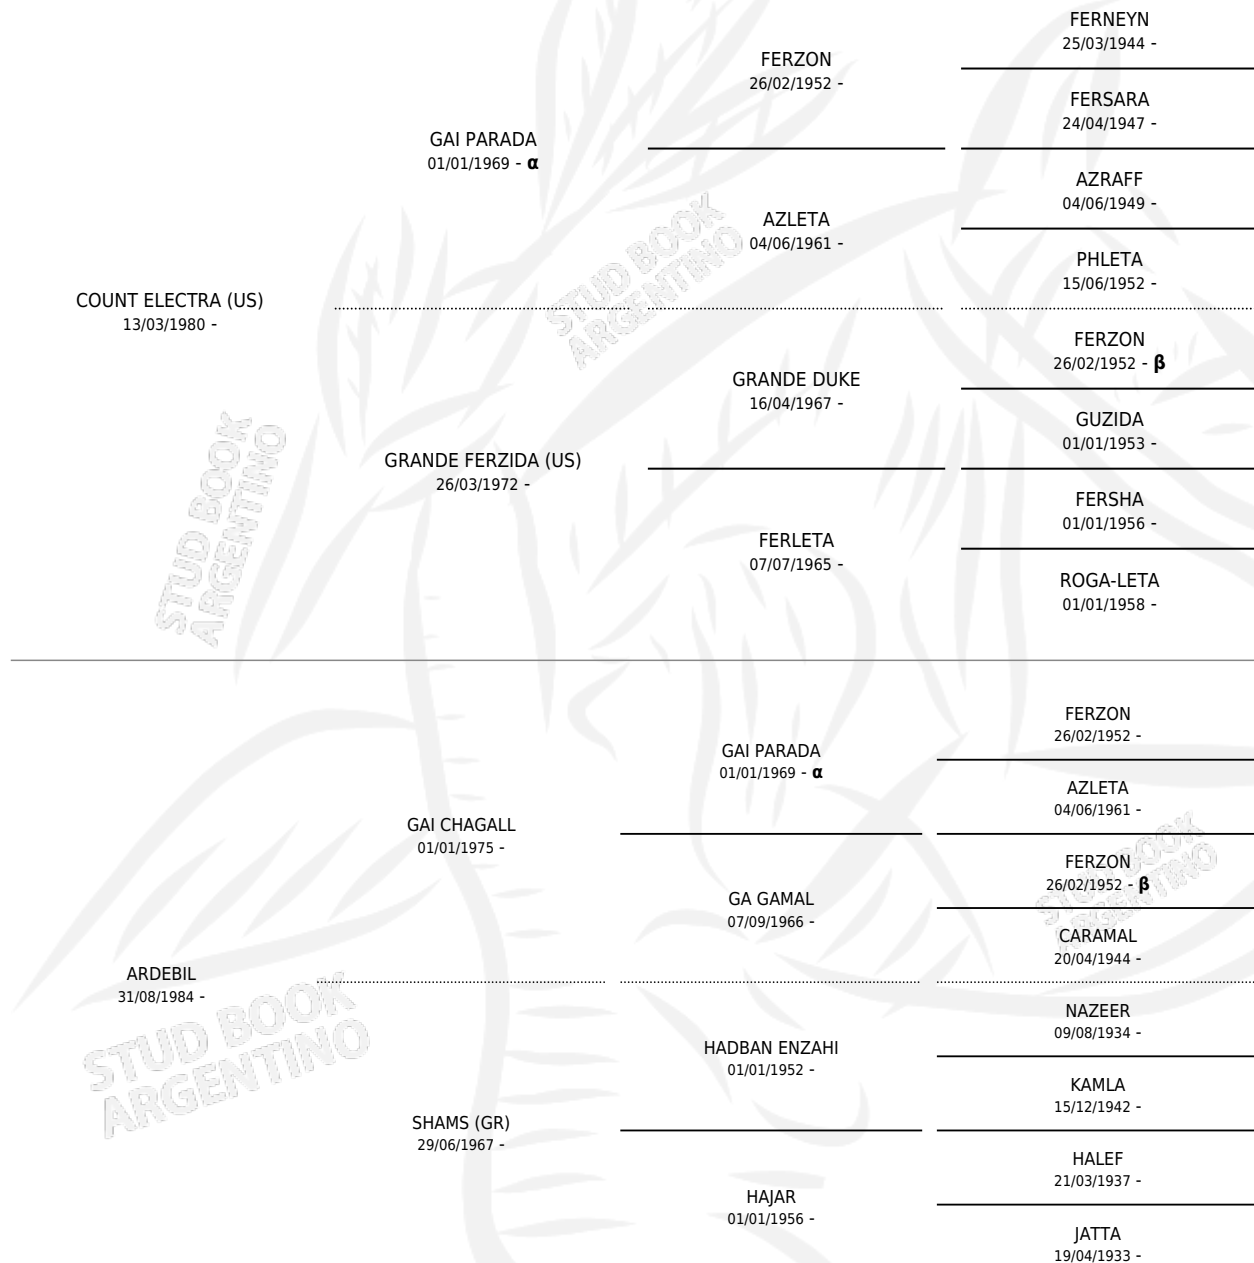 FERNEYN
25/03/1944 -
FERZON
26/02/1952 -
FERSARA
24/04/1947 -
GAI PARADA
01/01/1969 - α
AZRAFF
04/06/1949 -
AZLETA
04/06/1961 -
PHLETA
15/06/1952 -
COUNT ELECTRA (US)
13/03/1980 -
STUD BOOK
ARGENTINO
FERZON
26/02/1952 - β
GRANDE DUKE
16/04/1967 -
GUZIDA
01/01/1953 -
GRANDE FERZIDA (US)
26/03/1972 -
FERSHA
01/01/1956 -
FERLETA
07/07/1965 -
ROGA-LETA
01/01/1958 -
STUD BOOK
ARGENTINO
FERZON
26/02/1952 -
GAI PARADA
01/01/1969 - α
AZLETA
04/06/1961 -
GAI CHAGALL
01/01/1975 -
FERZON
26/02/1952 - β
GA GAMAL
07/09/1966 -
CARAMAL
20/04/1944 -
STUD BOOK
ARGENTINO
ARDEBIL
31/08/1984 -
NAZEER
09/08/1934 -
HADBAN ENZAHI
01/01/1952 -
KAMLA
15/12/1942 -
SHAMS (GR)
29/06/1967 -
HALEF
21/03/1937 -
HAJAR
01/01/1956 -
JATTA
19/04/1933 -
STUD BOOK
ARGENTINO